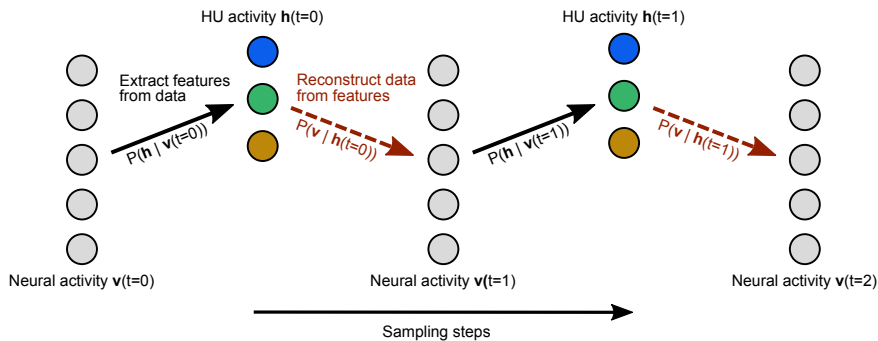 HU activity h(t=0)
HU activity h(t=1)
Extract features
from data
Reconstruct data
from features
P(h | v(t=0))
P(v | h(t=0))
P(h | v(t=1))
P(v | h(t=1))
Neural activity v(t=0)
Neural activity v(t=1)
Neural activity v(t=2)
Sampling steps